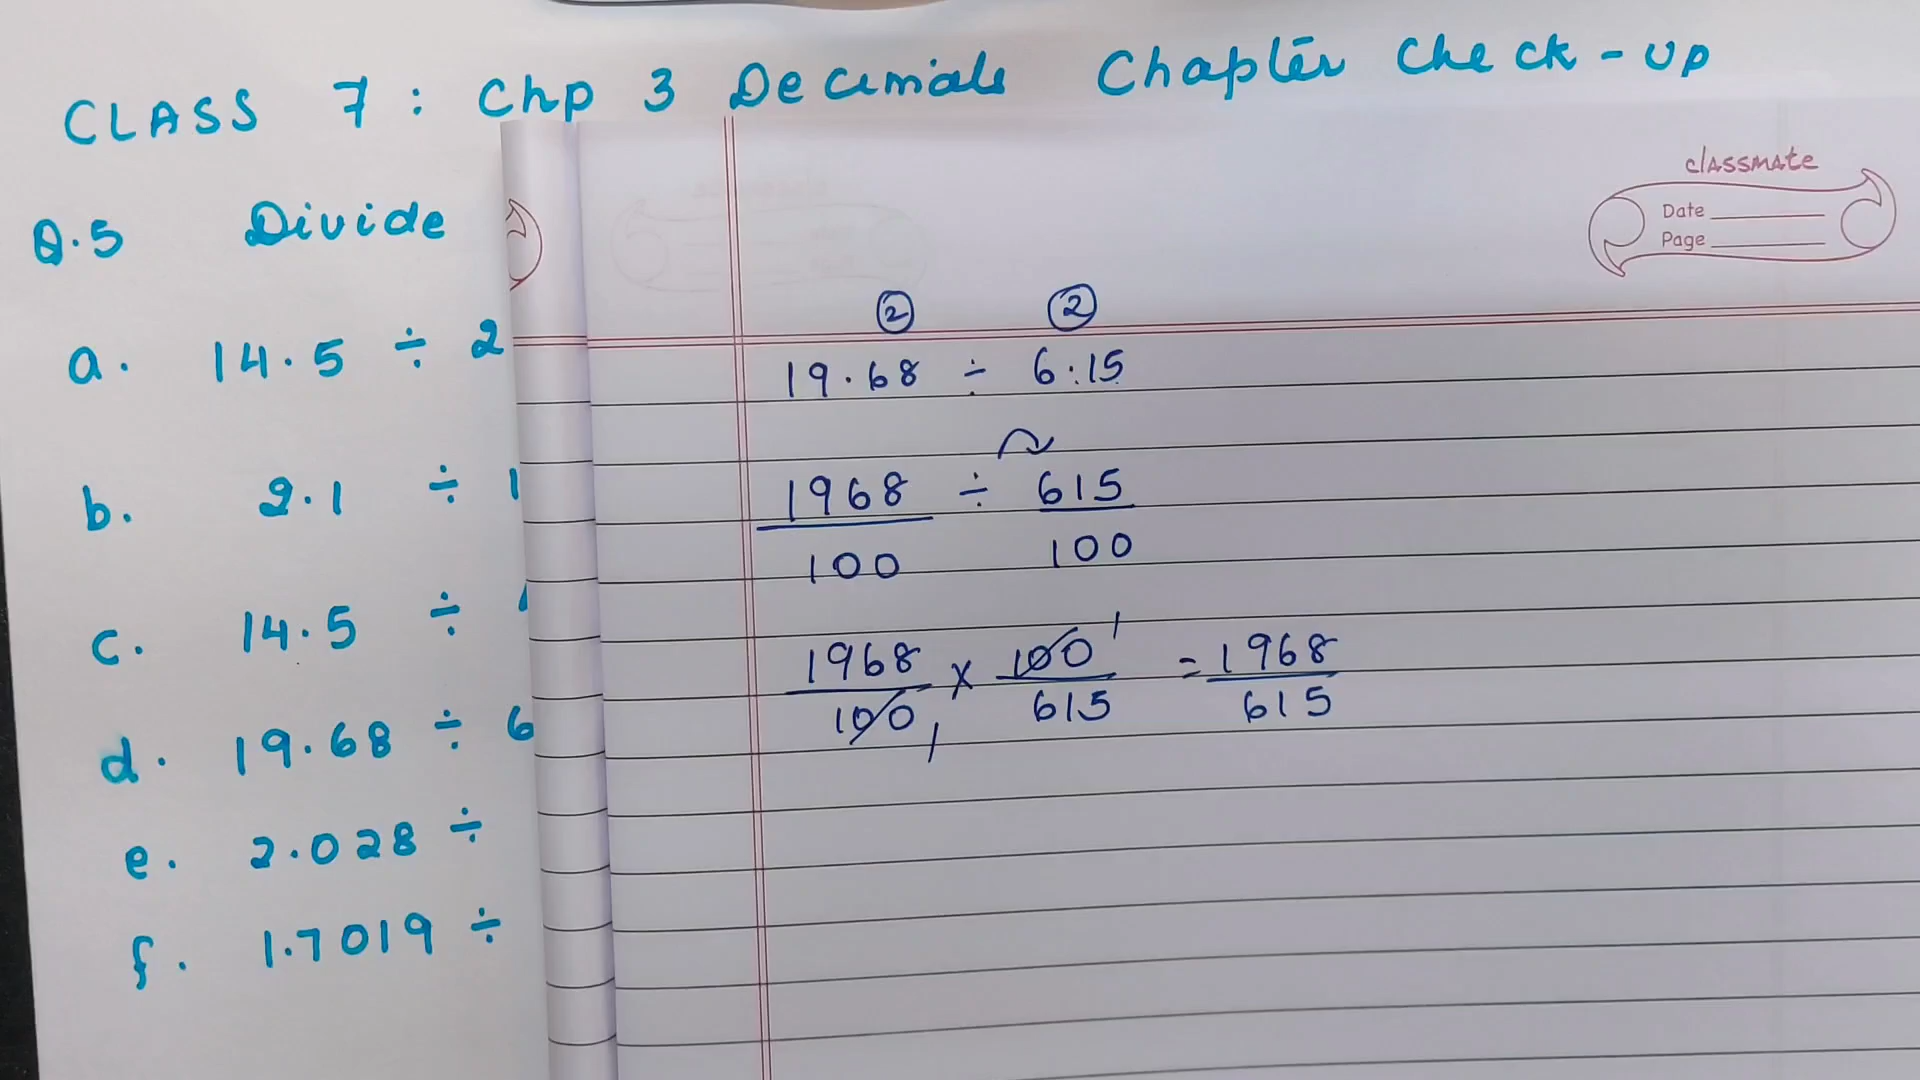 CLASS 7 : Chp 3 Decimals Chapter Check-up
Q.5 Divide
a. 14.5 ÷ 2
b. 2.1 ÷ 1
c. 14.5 ÷
d. 19.68 ÷ 6
e. 2.028 ÷
f. 1.7019 ÷
classmate
Date
Page
② ②
19.68 ÷ 6.15
1968 ÷ 615
100 100
1968 × 100 1 = 1968
100 1 615 615